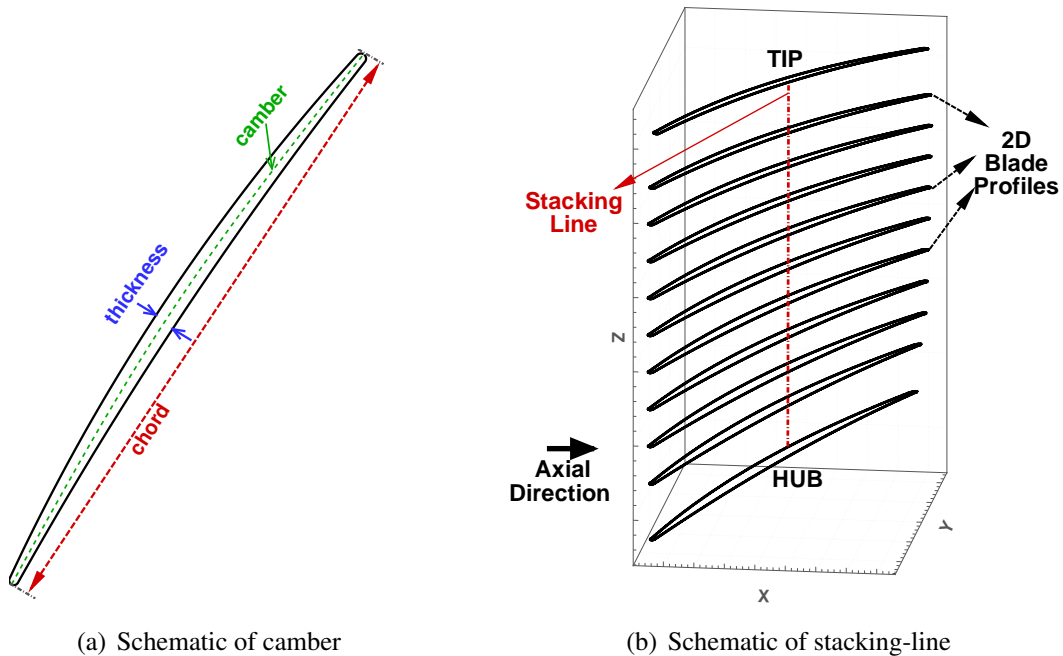 camber
thickness
chord
(a) Schematic of camber
TIP
Stacking
Line
2D
Blade
Profiles
Z
Axial
Direction
HUB
Y
X
(b) Schematic of stacking-line